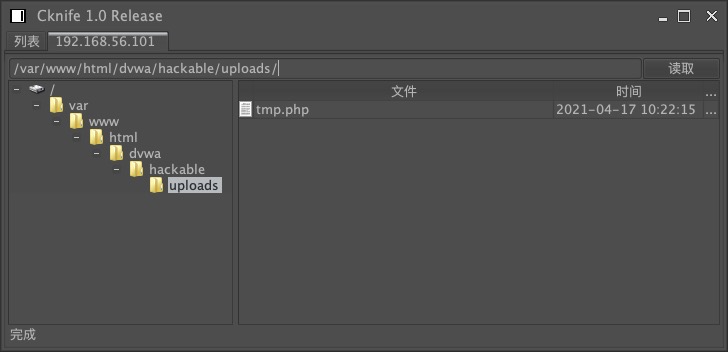 Cknife 1.0 Release
列表 192.168.56.101
/var/www/html/dvwa/hackable/uploads/ 读取
/ 文件 时间 ...
var tmp.php 2021-04-17 10:22:15 ...
www
html
dvwa
hackable
uploads
完成